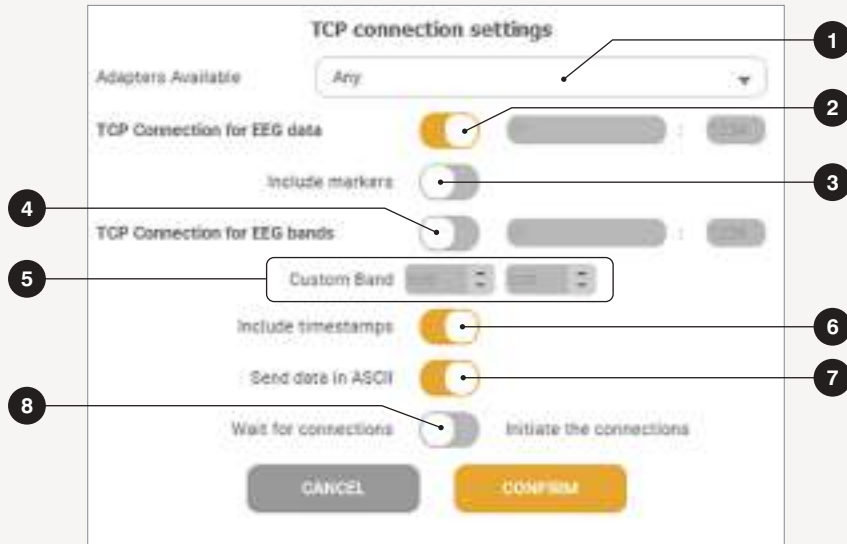 TCP connection settings
1
Adapters Available Any
2
TCP Connection for EEG data :
Include markers 3
4
TCP Connection for EEG bands :
5
Custom Band
Include timestamps 6
Send data in ASCII 7
8
Wait for connections Initiate the connections
CANCEL CONFIRM